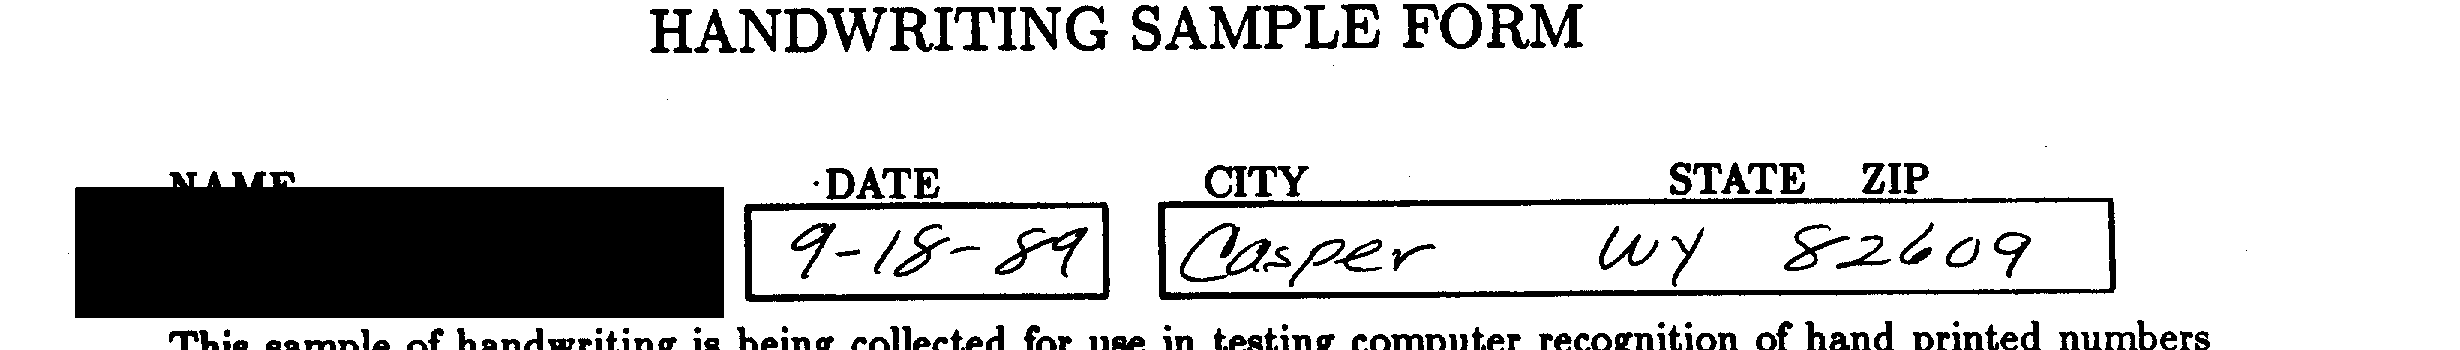 HANDWRITING SAMPLE FORM
NAME DATE CITY STATE ZIP
9-18-89 Casper WY 82609
This sample of handwriting is being collected for use in testing computer recognition of hand printed numbers